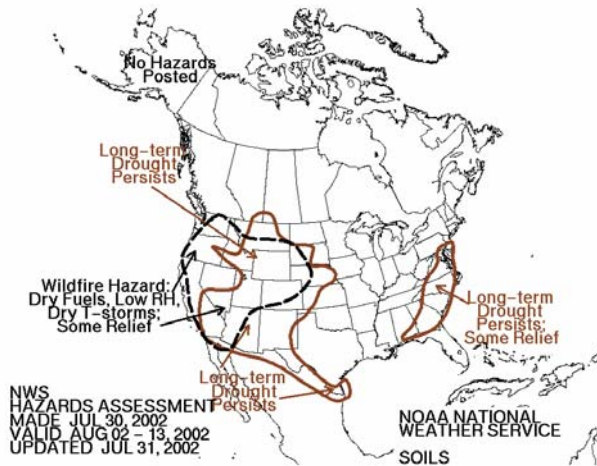 No Hazards
Posted
Long-term
Drought
Persists
Wildfire Hazard:
Dry Fuels, Low RH,
Dry T-storms;
Some Relief
Long-term
Drought
Persists;
Some Relief
Long-term
Drought
Persists
NWS
HAZARDS ASSESSMENT
MADE JUL 30, 2002
VALID AUG 02 - 13, 2002
UPDATED JUL 31, 2002
NOAA NATIONAL
WEATHER SERVICE
SOILS